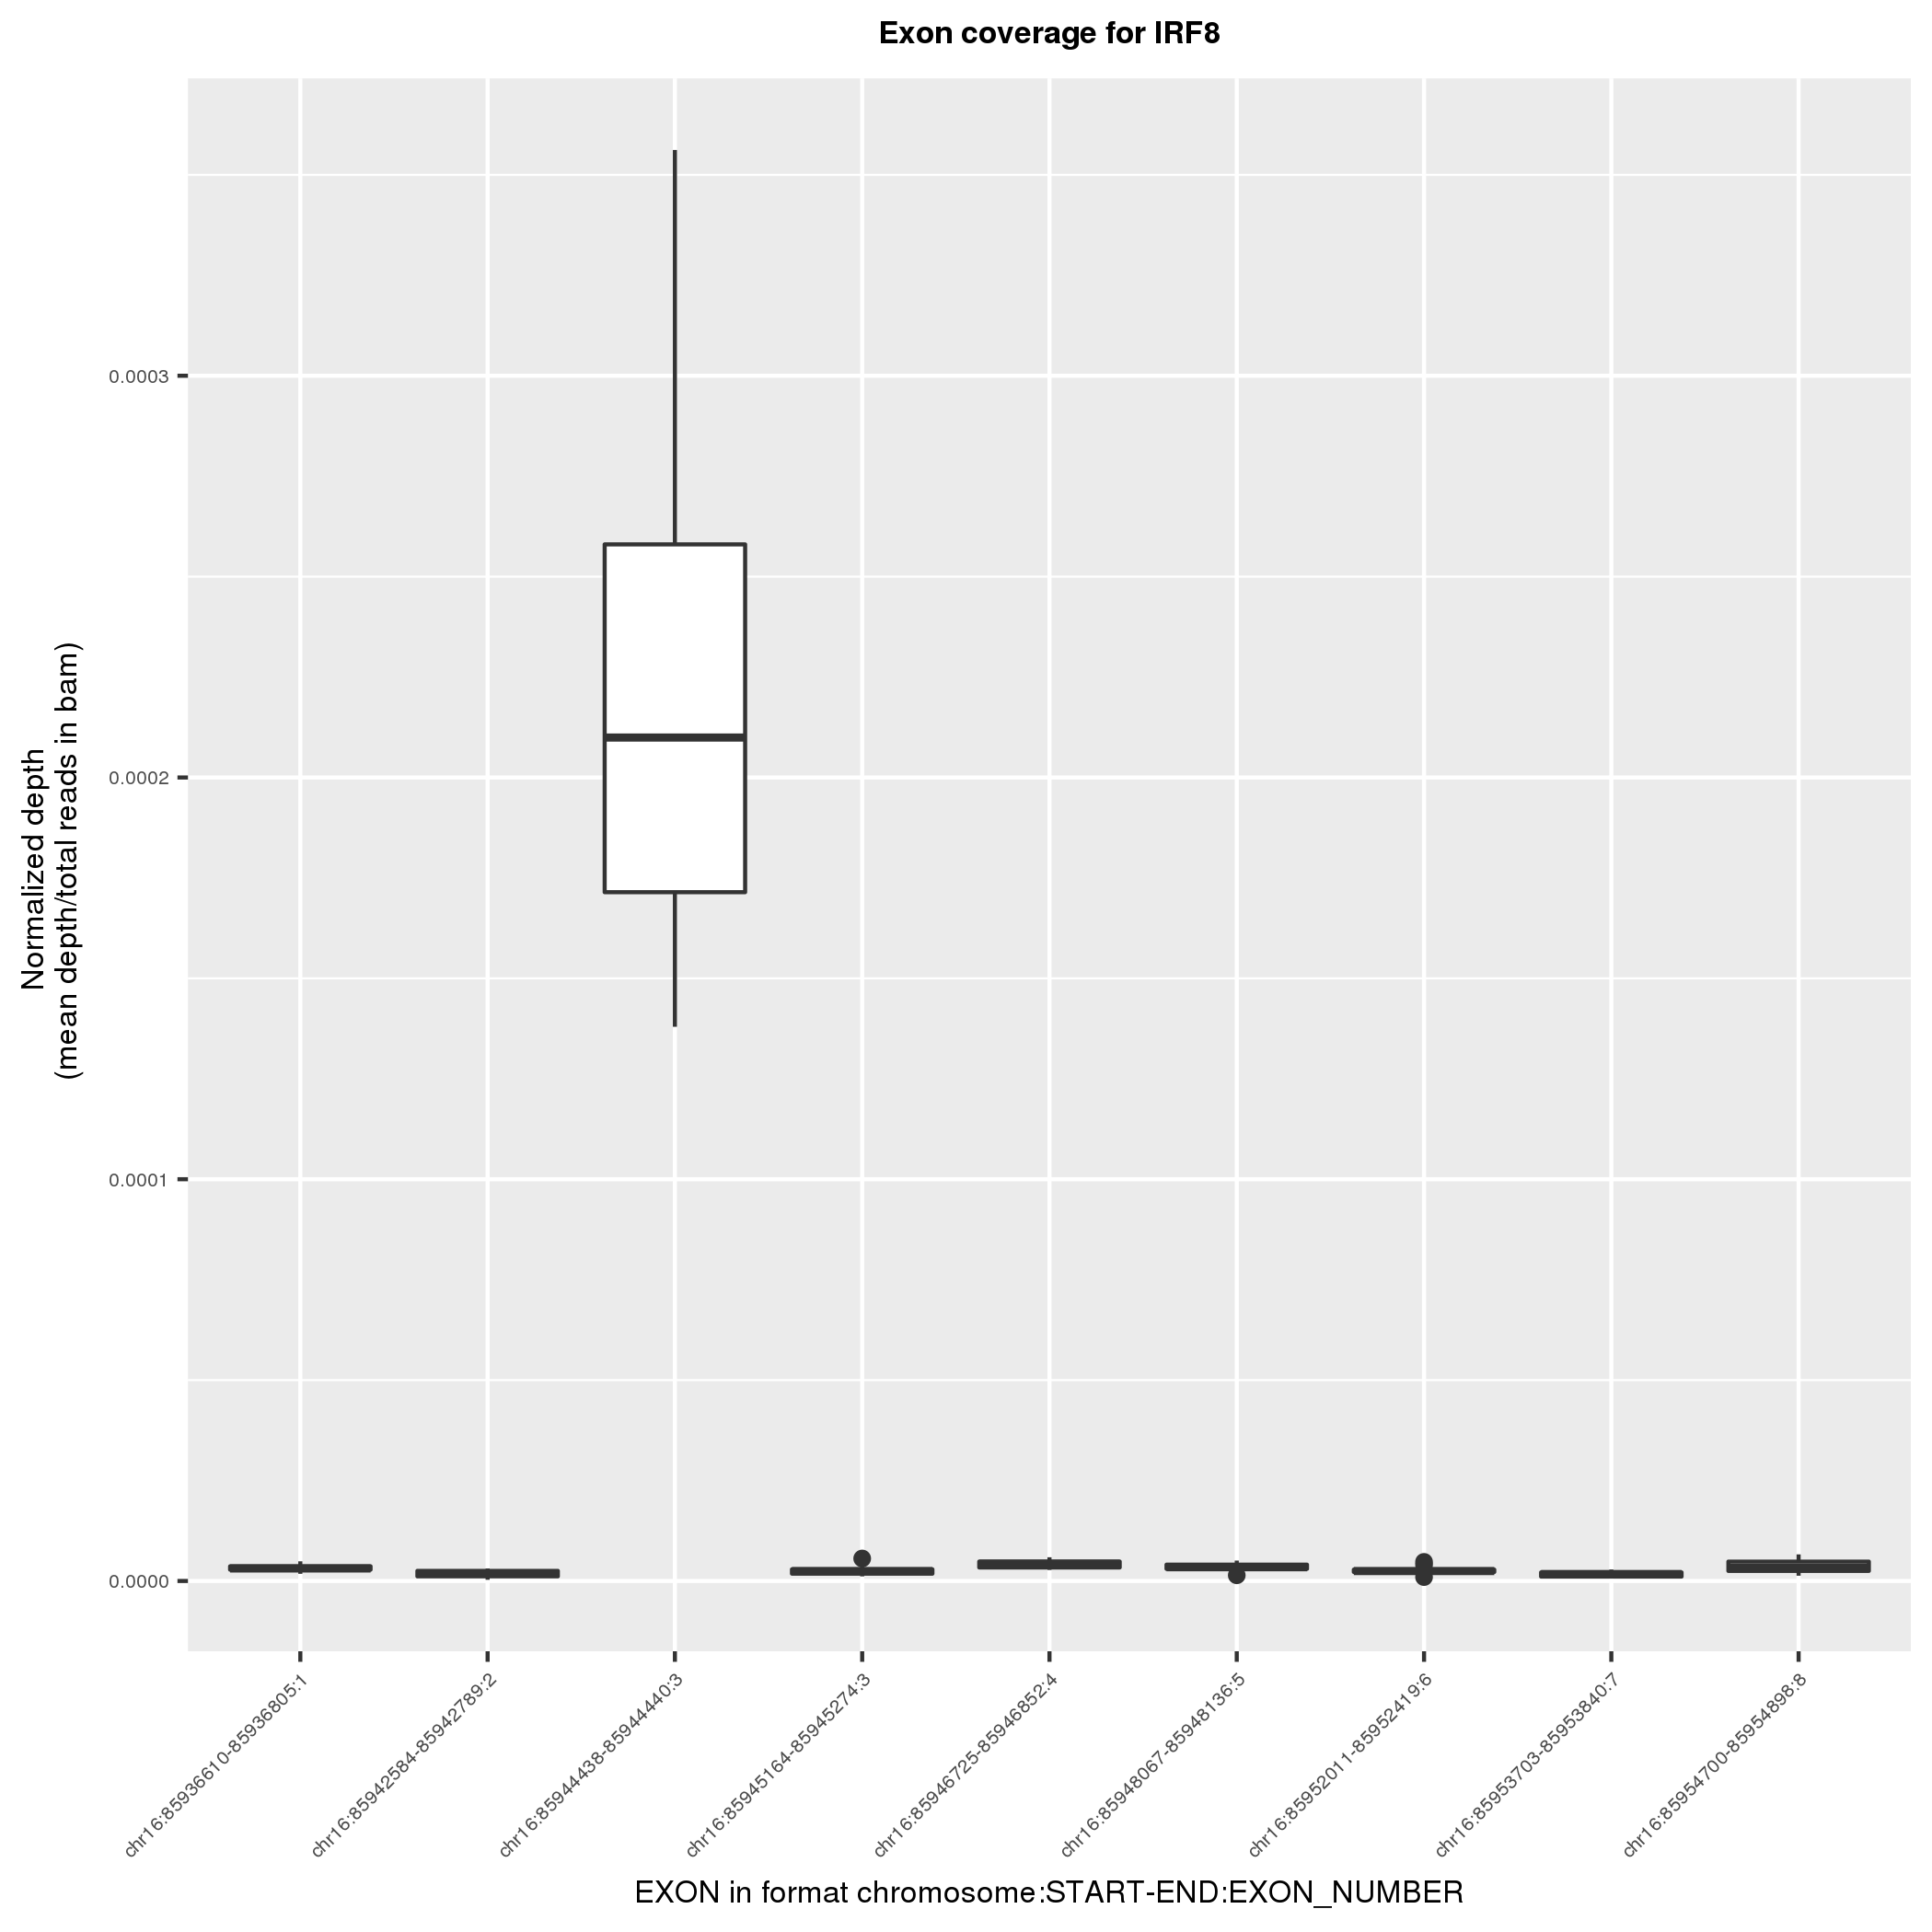 Exon coverage for IRF8
Normalized depth
(mean depth/total reads in bam)
0.0003
0.0002
0.0001
0.0000
chr16:85936610-85936805:1
chr16:85942584-85942789:2
chr16:85944438-85944440:3
chr16:85945164-85945274:3
chr16:85946725-85946852:4
chr16:85948067-85948136:5
chr16:85952011-85952419:6
chr16:85953703-85953840:7
chr16:85954700-85954898:8
EXON in format chromosome:START-END:EXON_NUMBER